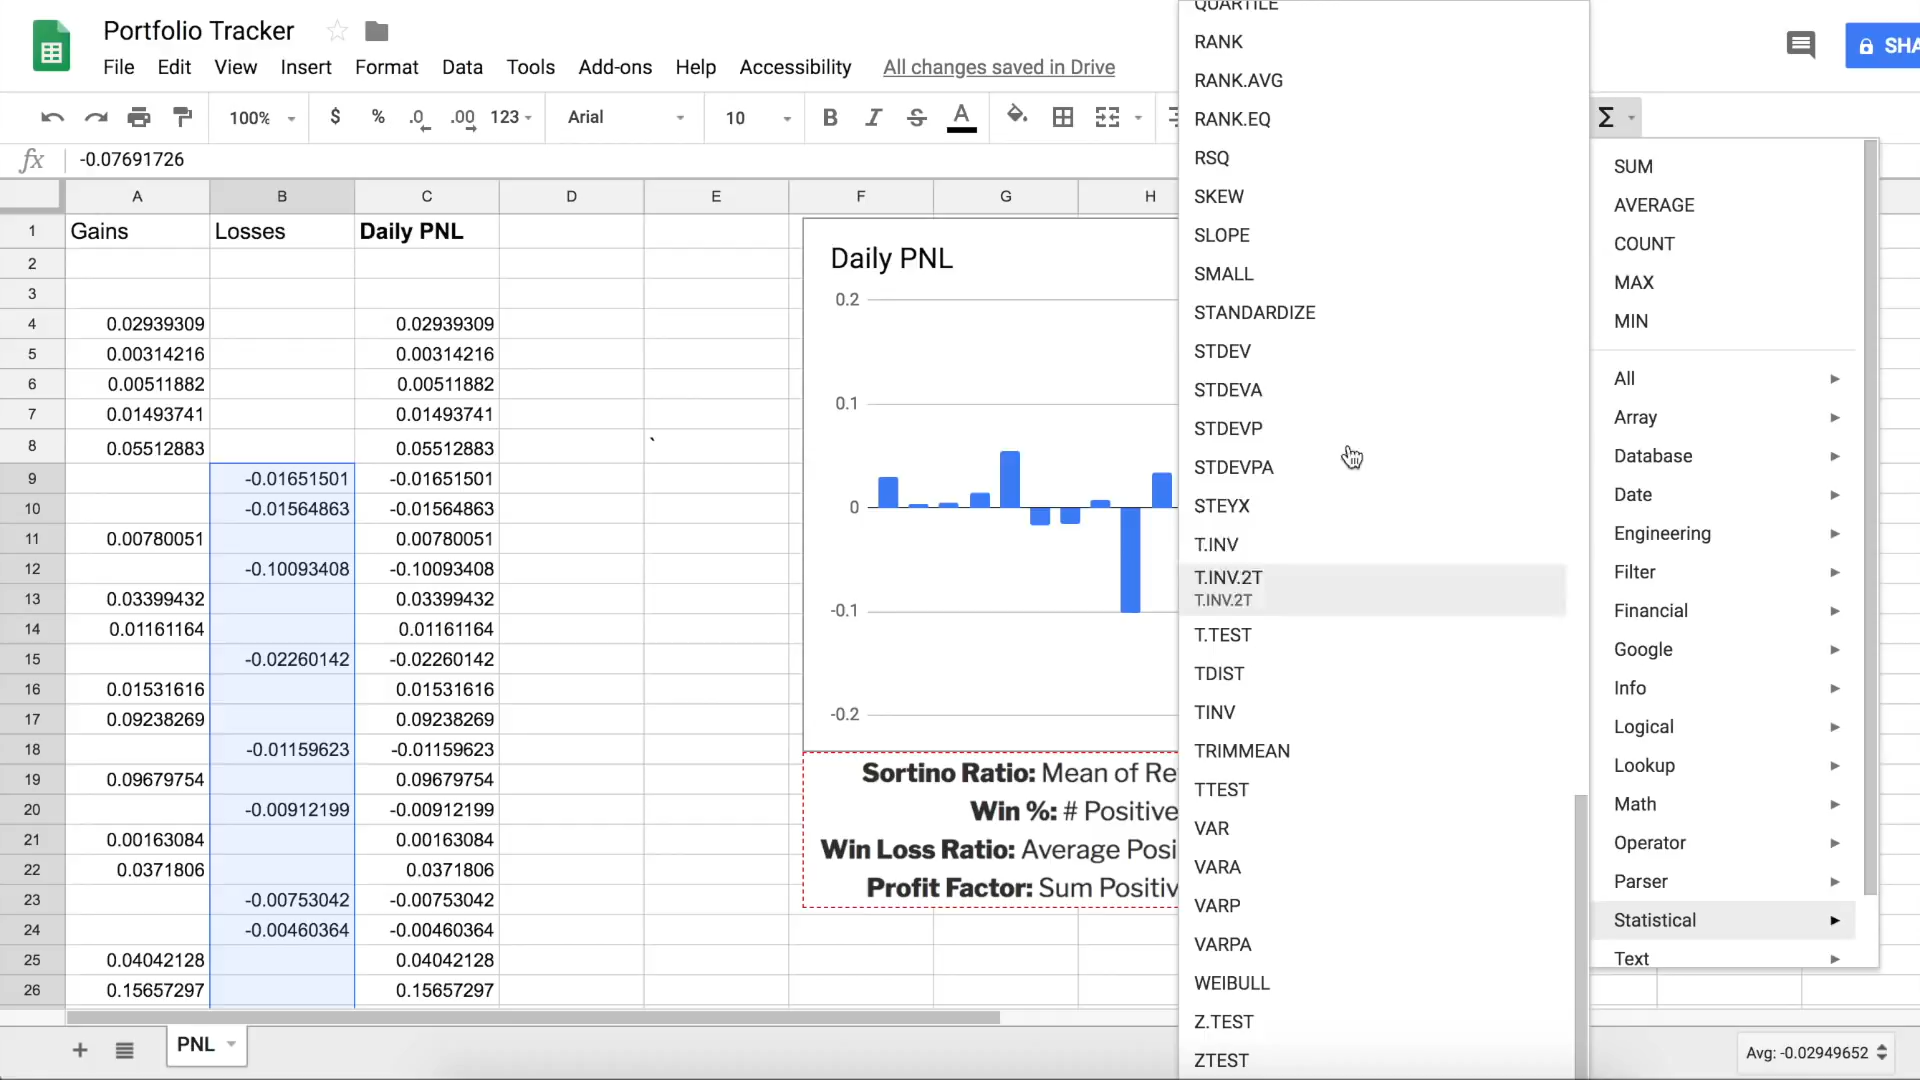 Portfolio Tracker
File Edit View Insert Format Data Tools Add-ons Help Accessibility All changes saved in Drive
SHA
100% $ % .0 .00 123 Arial 10 B I S A Σ
fx -0.07691726
A B C D E F G H
1 Gains Losses Daily PNL
2
3
4 0.02939309 0.02939309
5 0.00314216 0.00314216
6 0.00511882 0.00511882
7 0.01493741 0.01493741
8 0.05512883 0.05512883 `
9 -0.01651501 -0.01651501
10 -0.01564863 -0.01564863
11 0.00780051 0.00780051
12 -0.10093408 -0.10093408
13 0.03399432 0.03399432
14 0.01161164 0.01161164
15 -0.02260142 -0.02260142
16 0.01531616 0.01531616
17 0.09238269 0.09238269
18 -0.01159623 -0.01159623
19 0.09679754 0.09679754
20 -0.00912199 -0.00912199
21 0.00163084 0.00163084
22 0.0371806 0.0371806
23 -0.00753042 -0.00753042
24 -0.00460364 -0.00460364
25 0.04042128 0.04042128
26 0.15657297 0.15657297
Daily PNL
0.2
0.1
0
-0.1
-0.2
Sortino Ratio: Mean of Re
Win %: # Positive
Win Loss Ratio: Average Posi
Profit Factor: Sum Positiv
QUARTILE
RANK
RANK.AVG
RANK.EQ
RSQ
SKEW
SLOPE
SMALL
STANDARDIZE
STDEV
STDEVA
STDEVP
STDEVPA
STEYX
T.INV
T.INV.2T
T.INV.2T
T.TEST
TDIST
TINV
TRIMMEAN
TTEST
VAR
VARA
VARP
VARPA
WEIBULL
Z.TEST
ZTEST
SUM
AVERAGE
COUNT
MAX
MIN
All
Array
Database
Date
Engineering
Filter
Financial
Google
Info
Logical
Lookup
Math
Operator
Parser
Statistical
Text
PNL
Avg: -0.02949652